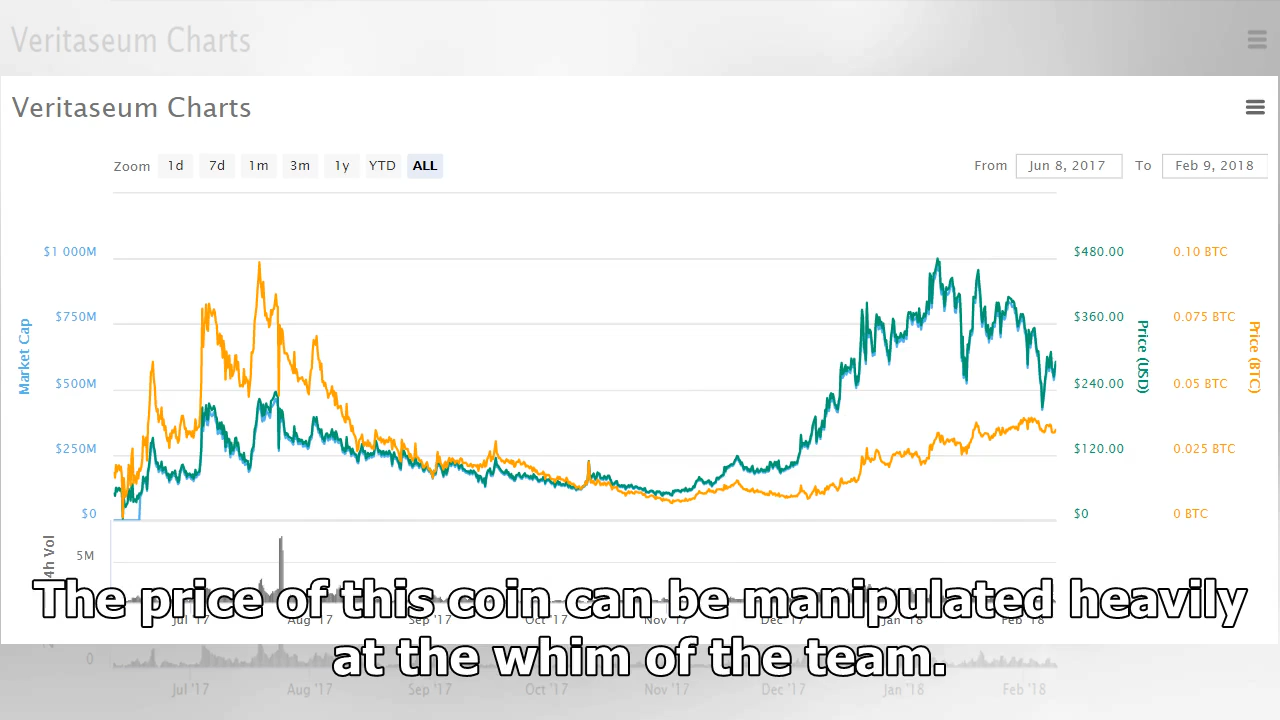 Veritaseum Charts
Veritaseum Charts
Zoom 1d 7d 1m 3m 1y YTD ALL From Jun 8, 2017 To Feb 9, 2018
$1 000M $480.00 0.10 BTC
$750M $360.00 0.075 BTC
Market Cap Price (USD) Price (BTC)
$500M $240.00 0.05 BTC
$250M $120.00 0.025 BTC
$0 $0 0 BTC
4h Vol
5M
The price of this coin can be manipulated heavily
Jul '17 Aug '17 Sep '17 Oct '17 Nov '17 Dec '17 Jan '18 Feb '18
at the whim of the team.
0
Jul '17 Aug '17 Sep '17 Oct '17 Nov '17 Dec '17 Jan '18 Feb '18